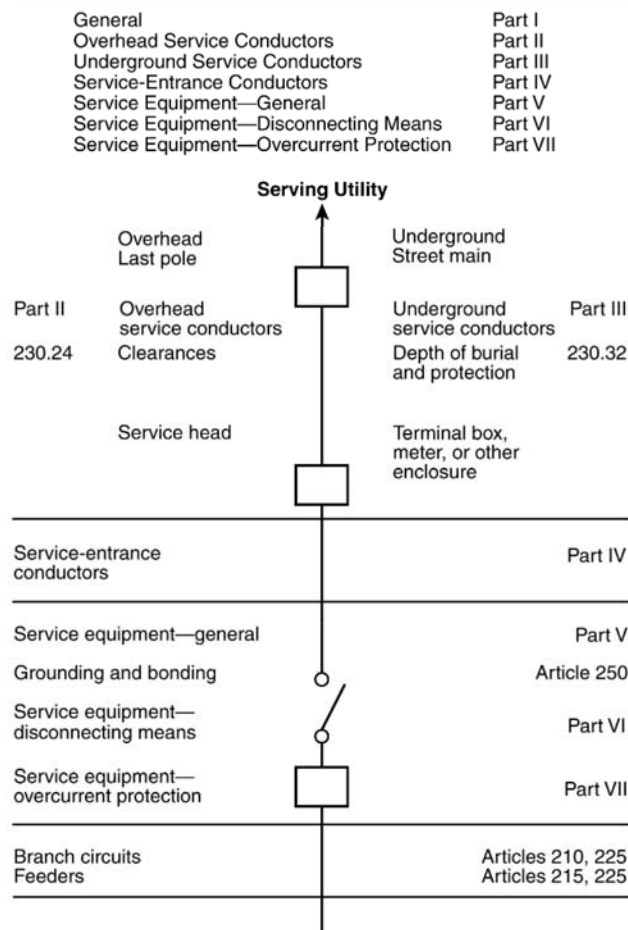 General Part I
Overhead Service Conductors Part II
Underground Service Conductors Part III
Service-Entrance Conductors Part IV
Service Equipment—General Part V
Service Equipment—Disconnecting Means Part VI
Service Equipment—Overcurrent Protection Part VII
Serving Utility
Overhead
Last pole
Underground
Street main
Part II
Overhead
service conductors
Underground
service conductors
Part III
230.24
Clearances
Depth of burial
and protection
230.32
Service head
Terminal box,
meter, or other
enclosure
Service-entrance
conductors
Part IV
Service equipment—general Part V
Grounding and bonding Article 250
Service equipment—
disconnecting means
Part VI
Service equipment—
overcurrent protection
Part VII
Branch circuits Articles 210, 225
Feeders Articles 215, 225